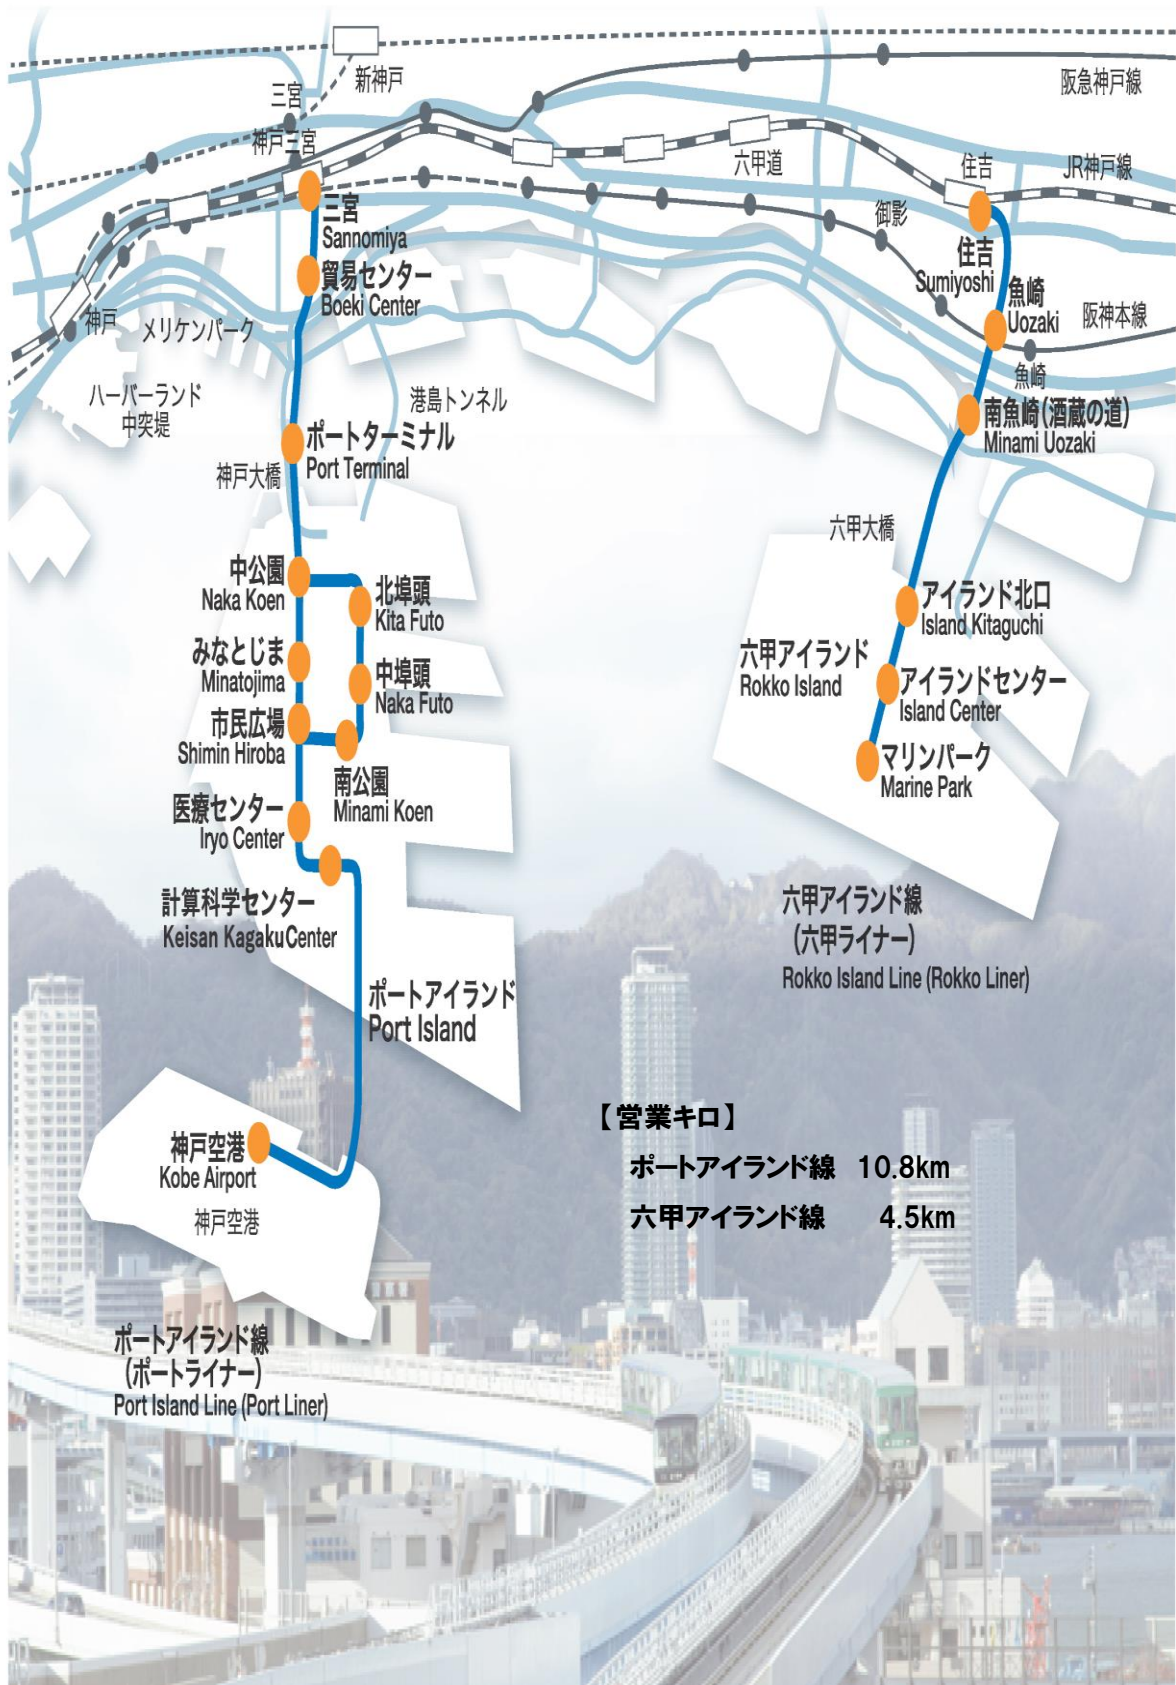 新神戸
阪急神戸線
三宮
神戸三宮
六甲道
住吉
JR神戸線
三宮
Sannomiya
御影
住吉
Sumiyoshi
貿易センター
Boeki Center
魚崎
Uozaki
阪神本線
神戸
メリケンパーク
魚崎
ハーバーランド
中突堤
港島トンネル
南魚崎(酒蔵の道)
Minami Uozaki
ポートターミナル
Port Terminal
神戸大橋
六甲大橋
中公園
Naka Koen
北埠頭
Kita Futo
アイランド北口
Island Kitaguchi
みなとじま
Minatojima
中埠頭
Naka Futo
六甲アイランド
Rokko Island
アイランドセンター
Island Center
市民広場
Shimin Hiroba
南公園
Minami Koen
マリンパーク
Marine Park
医療センター
Iryo Center
計算科学センター
Keisan KagakuCenter
六甲アイランド線
(六甲ライナー)
Rokko Island Line (Rokko Liner)
ポートアイランド
Port Island
【営業キロ】
ポートアイランド線 10.8km
六甲アイランド線 4.5km
神戸空港
Kobe Airport
神戸空港
ポートアイランド線
(ポートライナー)
Port Island Line (Port Liner)